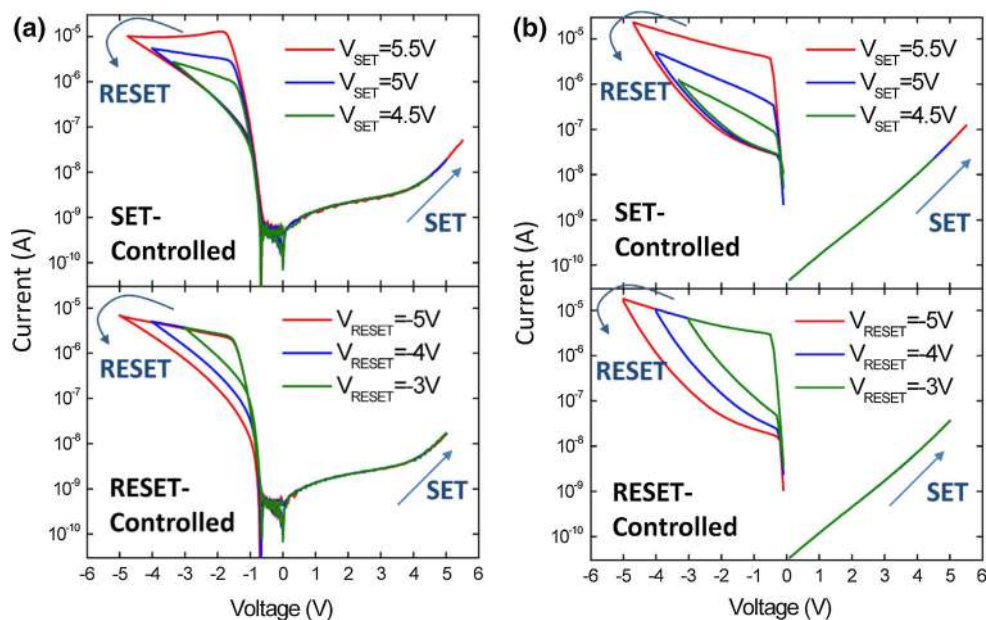 (a)
10⁻⁵
10⁻⁶
10⁻⁷
10⁻⁸
10⁻⁹
10⁻¹⁰
RESET
V_SET=5.5V
V_SET=5V
V_SET=4.5V
SET-
Controlled
SET
10⁻⁵
10⁻⁶
10⁻⁷
10⁻⁸
10⁻⁹
10⁻¹⁰
RESET
V_RESET=-5V
V_RESET=-4V
V_RESET=-3V
RESET-
Controlled
SET
Current (A)
-6 -5 -4 -3 -2 -1 0 1 2 3 4 5 6
Voltage (V)
(b)
10⁻⁵
10⁻⁶
10⁻⁷
10⁻⁸
10⁻⁹
10⁻¹⁰
RESET
V_SET=5.5V
V_SET=5V
V_SET=4.5V
SET-
Controlled
SET
10⁻⁵
10⁻⁶
10⁻⁷
10⁻⁸
10⁻⁹
10⁻¹⁰
RESET
V_RESET=-5V
V_RESET=-4V
V_RESET=-3V
RESET-
Controlled
SET
Current (A)
-6 -5 -4 -3 -2 -1 0 1 2 3 4 5 6
Voltage (V)